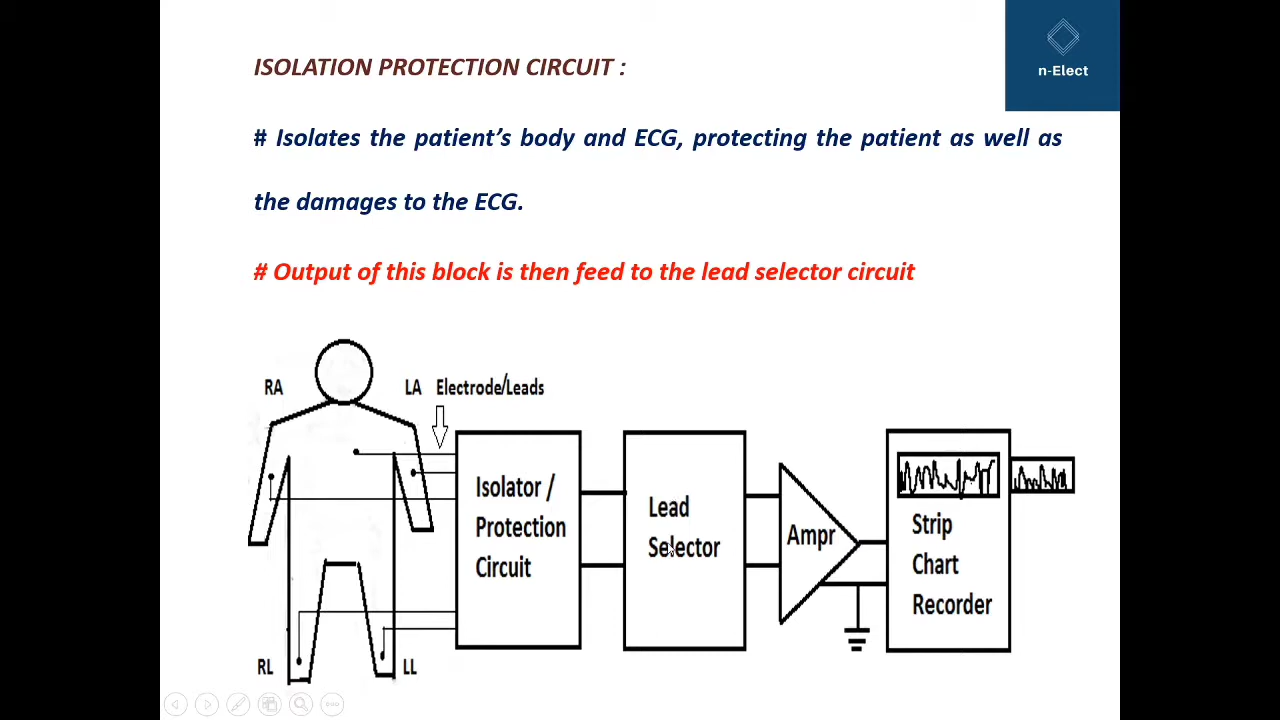 n-Elect
ISOLATION PROTECTION CIRCUIT :
# Isolates the patient’s body and ECG, protecting the patient as well as
the damages to the ECG.
# Output of this block is then feed to the lead selector circuit
RA
LA
Electrode/Leads
Isolator /
Protection
Circuit
Lead
Selector
Ampr
Strip
Chart
Recorder
RL
LL